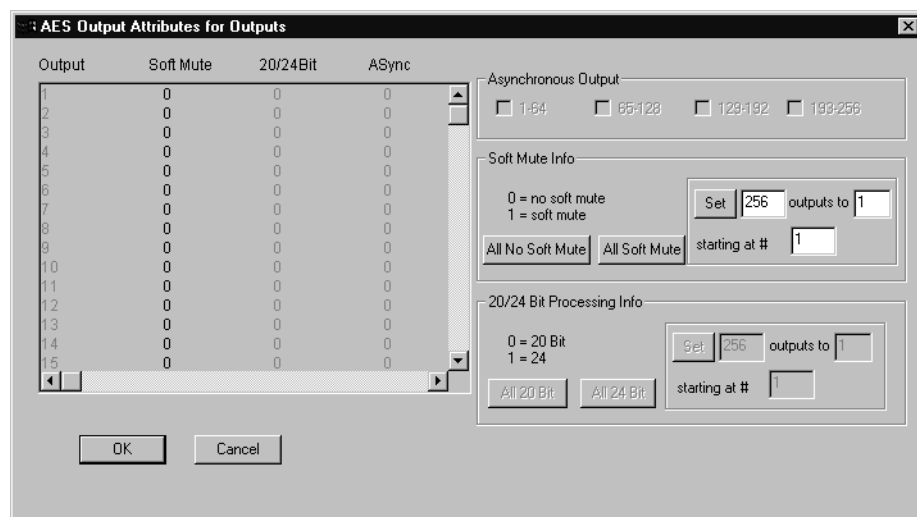 AES Output Attributes for Outputs
Output Soft Mute 20/24Bit ASync
1 0 0 0
2 0 0 0
3 0 0 0
4 0 0 0
5 0 0 0
6 0 0 0
7 0 0 0
8 0 0 0
9 0 0 0
10 0 0 0
11 0 0 0
12 0 0 0
13 0 0 0
14 0 0 0
15 0 0 0
OK Cancel
Asynchronous Output
1-64 65-128 129-192 193-256
Soft Mute Info
0 = no soft mute
1 = soft mute
All No Soft Mute All Soft Mute
Set 256 outputs to 1
starting at # 1
20/24 Bit Processing Info
0 = 20 Bit
1 = 24
All 20 Bit All 24 Bit
Set 256 outputs to 1
starting at # 1